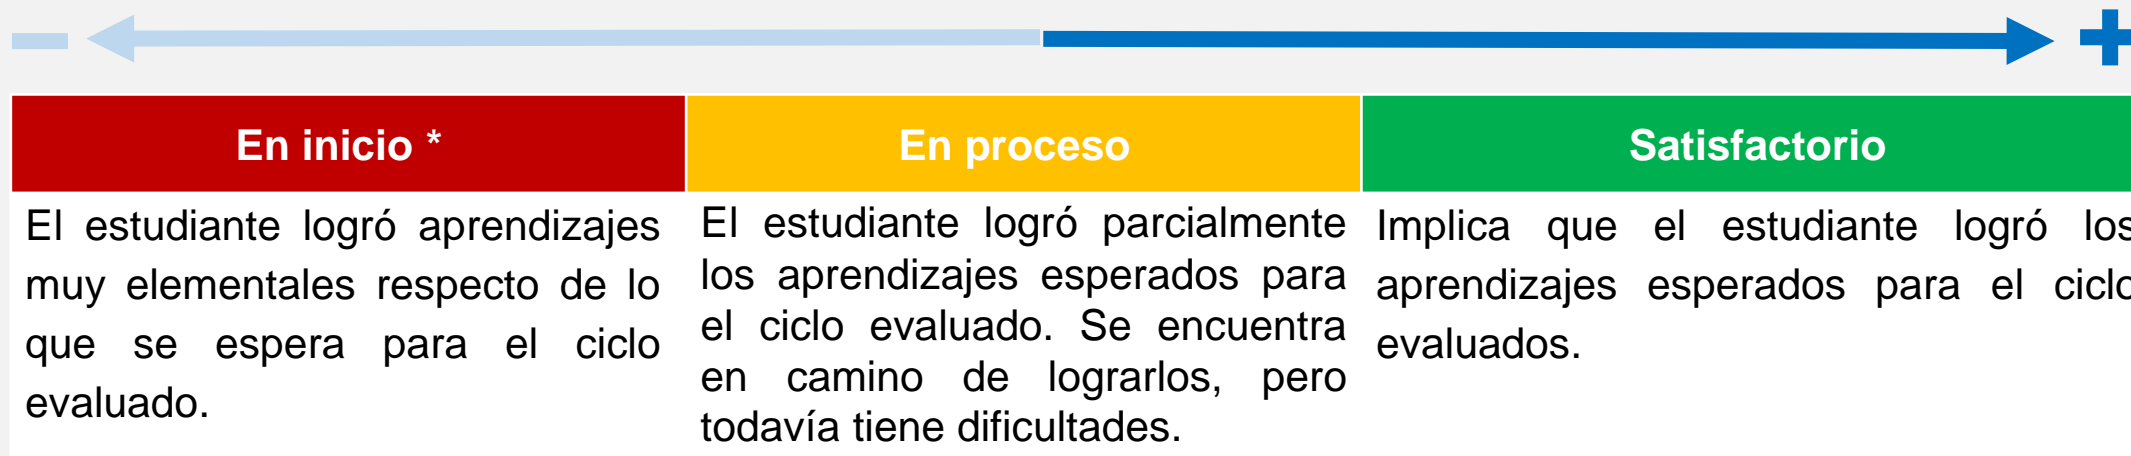 En inicio *
En proceso
Satisfactorio
El estudiante logró aprendizajes
muy elementales respecto de lo
que se espera para el ciclo
evaluado.
El estudiante logró parcialmente
los aprendizajes esperados para
el ciclo evaluado. Se encuentra
en camino de lograrlos, pero
todavía tiene dificultades.
Implica que el estudiante logró los
aprendizajes esperados para el ciclo
evaluados.